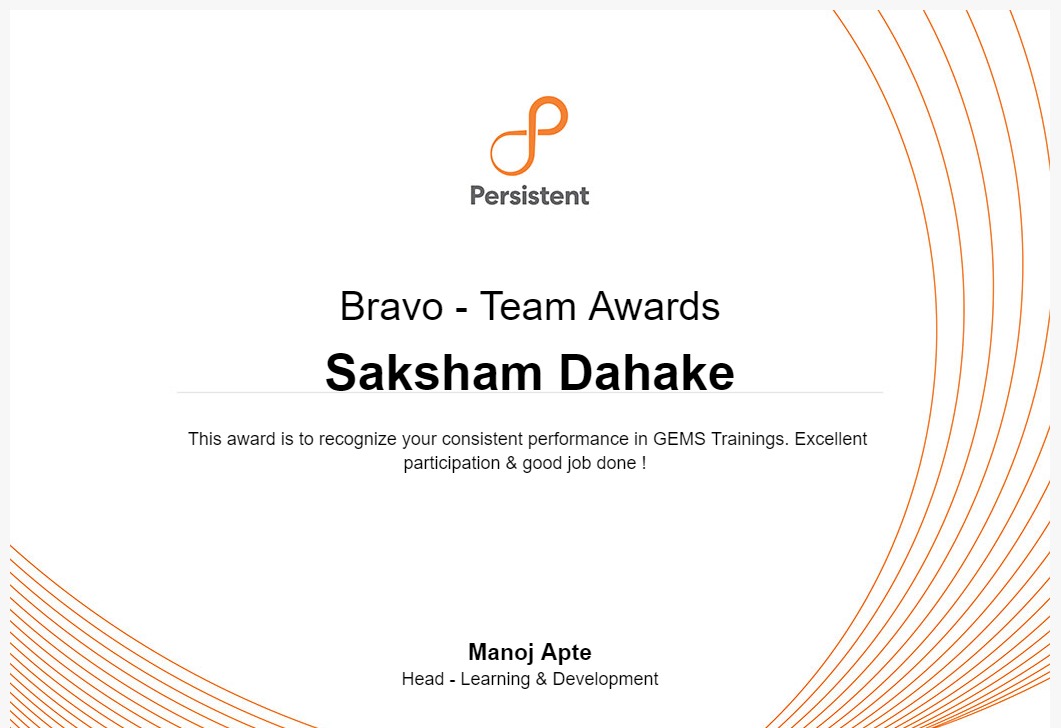 Persistent
Bravo - Team Awards
Saksham Dahake
This award is to recognize your consistent performance in GEMS Trainings. Excellent
participation & good job done !
Manoj Apte
Head - Learning & Development